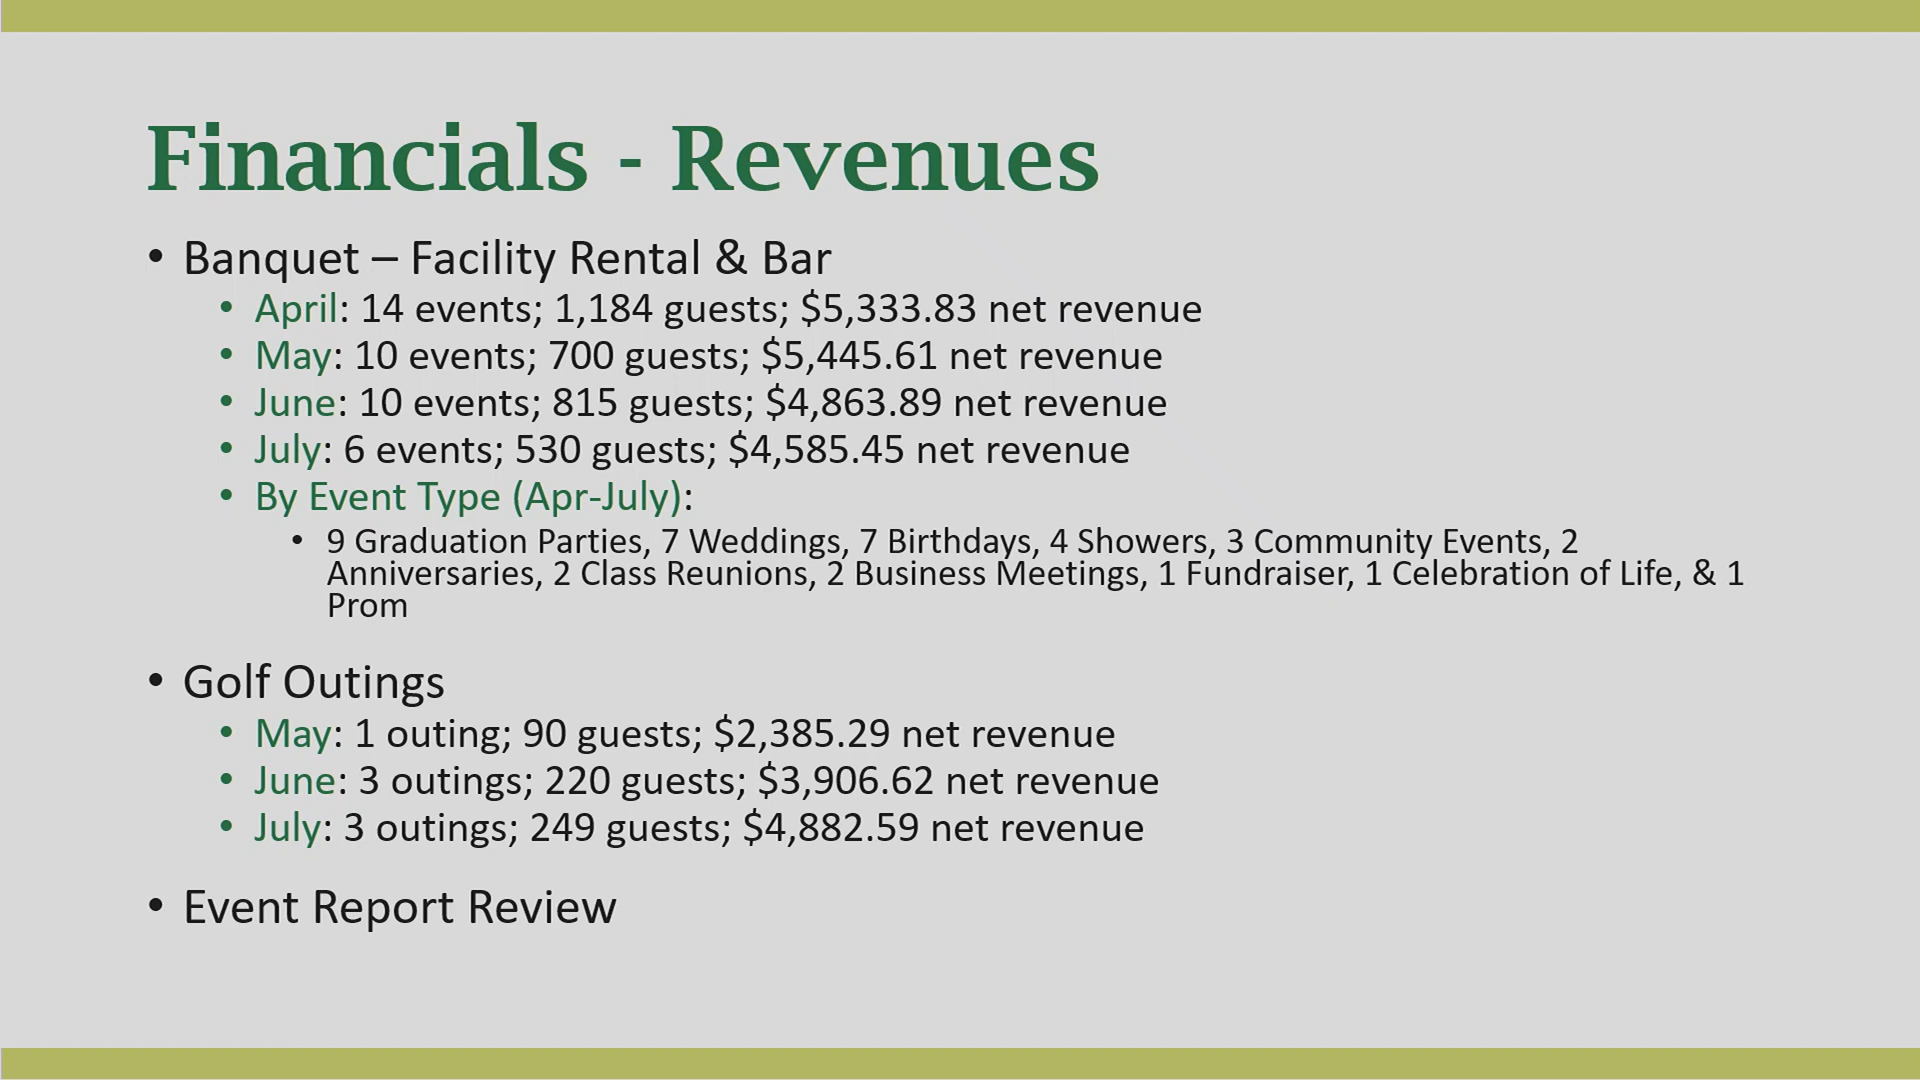 Financials - Revenues
• Banquet – Facility Rental & Bar
• April: 14 events; 1,184 guests; $5,333.83 net revenue
• May: 10 events; 700 guests; $5,445.61 net revenue
• June: 10 events; 815 guests; $4,863.89 net revenue
• July: 6 events; 530 guests; $4,585.45 net revenue
• By Event Type (Apr-July):
• 9 Graduation Parties, 7 Weddings, 7 Birthdays, 4 Showers, 3 Community Events, 2
Anniversaries, 2 Class Reunions, 2 Business Meetings, 1 Fundraiser, 1 Celebration of Life, & 1
Prom
• Golf Outings
• May: 1 outing; 90 guests; $2,385.29 net revenue
• June: 3 outings; 220 guests; $3,906.62 net revenue
• July: 3 outings; 249 guests; $4,882.59 net revenue
• Event Report Review